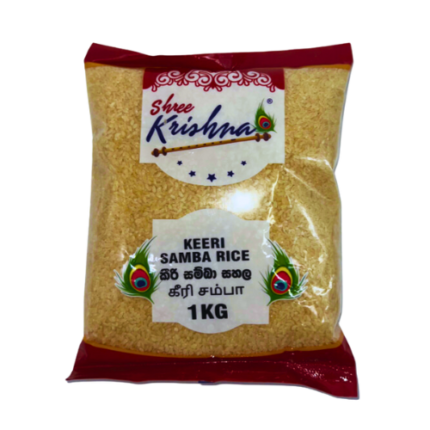 Shree
Krishna
®
KEERI
SAMBA RICE
කීරි සම්බා සහල
கீரி சம்பா
1KG